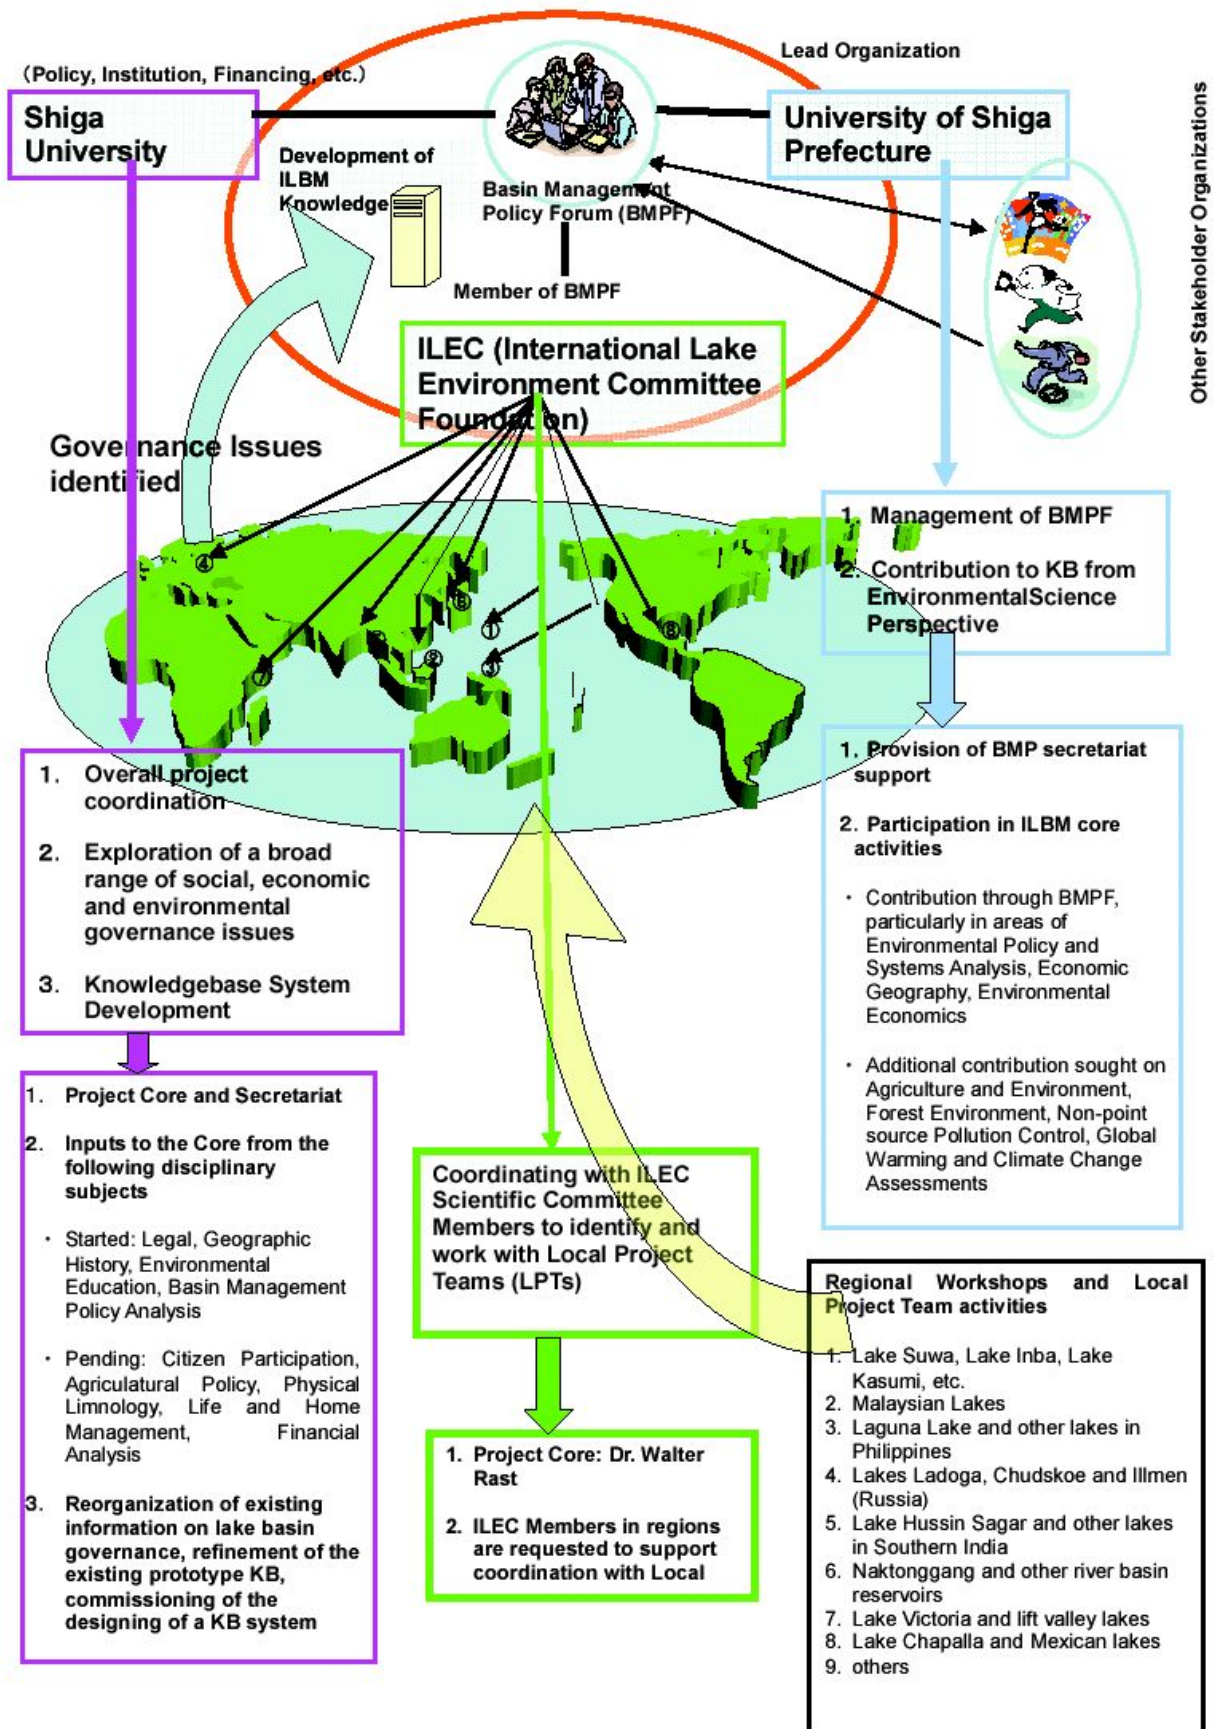 (Policy, Institution, Financing, etc.)
Lead Organization
Shiga
University
University of Shiga
Prefecture
Other Stakeholder Organizations
Development of
ILBM
Knowledge
Basin Management
Policy Forum (BMPF)
Member of BMPF
ILEC (International Lake
Environment Committee
Foundation)
Governance Issues
identified
④
⑥
①
⑧
③
⑦
1. Management of BMPF
2. Contribution to KB from
EnvironmentalScience
Perspective
1. Overall project
coordination
2. Exploration of a broad
range of social, economic
and environmental
governance issues
3. Knowledgebase System
Development
1. Provision of BMP secretariat
support
2. Participation in ILBM core
activities
・ Contribution through BMPF,
particularly in areas of
Environmental Policy and
Systems Analysis, Economic
Geography, Environmental
Economics
・ Additional contribution sought on
Agriculture and Environment,
Forest Environment, Non-point
source Pollution Control, Global
Warming and Climate Change
Assessments
1. Project Core and Secretariat
2. Inputs to the Core from the
following disciplinary
subjects
・ Started: Legal, Geographic
History, Environmental
Education, Basin Management
Policy Analysis
・ Pending: Citizen Participation,
Agriculatural Policy, Physical
Limnology, Life and Home
Management, Financial
Analysis
3. Reorganization of existing
information on lake basin
governance, refinement of the
existing prototype KB,
commissioning of the
designing of a KB system
Coordinating with ILEC
Scientific Committee
Members to identify and
work with Local Project
Teams (LPTs)
1. Project Core: Dr. Walter
Rast
2. ILEC Members in regions
are requested to support
coordination with Local
Regional Workshops and Local
Project Team activities
1. Lake Suwa, Lake Inba, Lake
Kasumi, etc.
2. Malaysian Lakes
3. Laguna Lake and other lakes in
Philippines
4. Lakes Ladoga, Chudskoe and Illmen
(Russia)
5. Lake Hussin Sagar and other lakes
in Southern India
6. Naktonggang and other river basin
reservoirs
7. Lake Victoria and lift valley lakes
8. Lake Chapalla and Mexican lakes
9. others